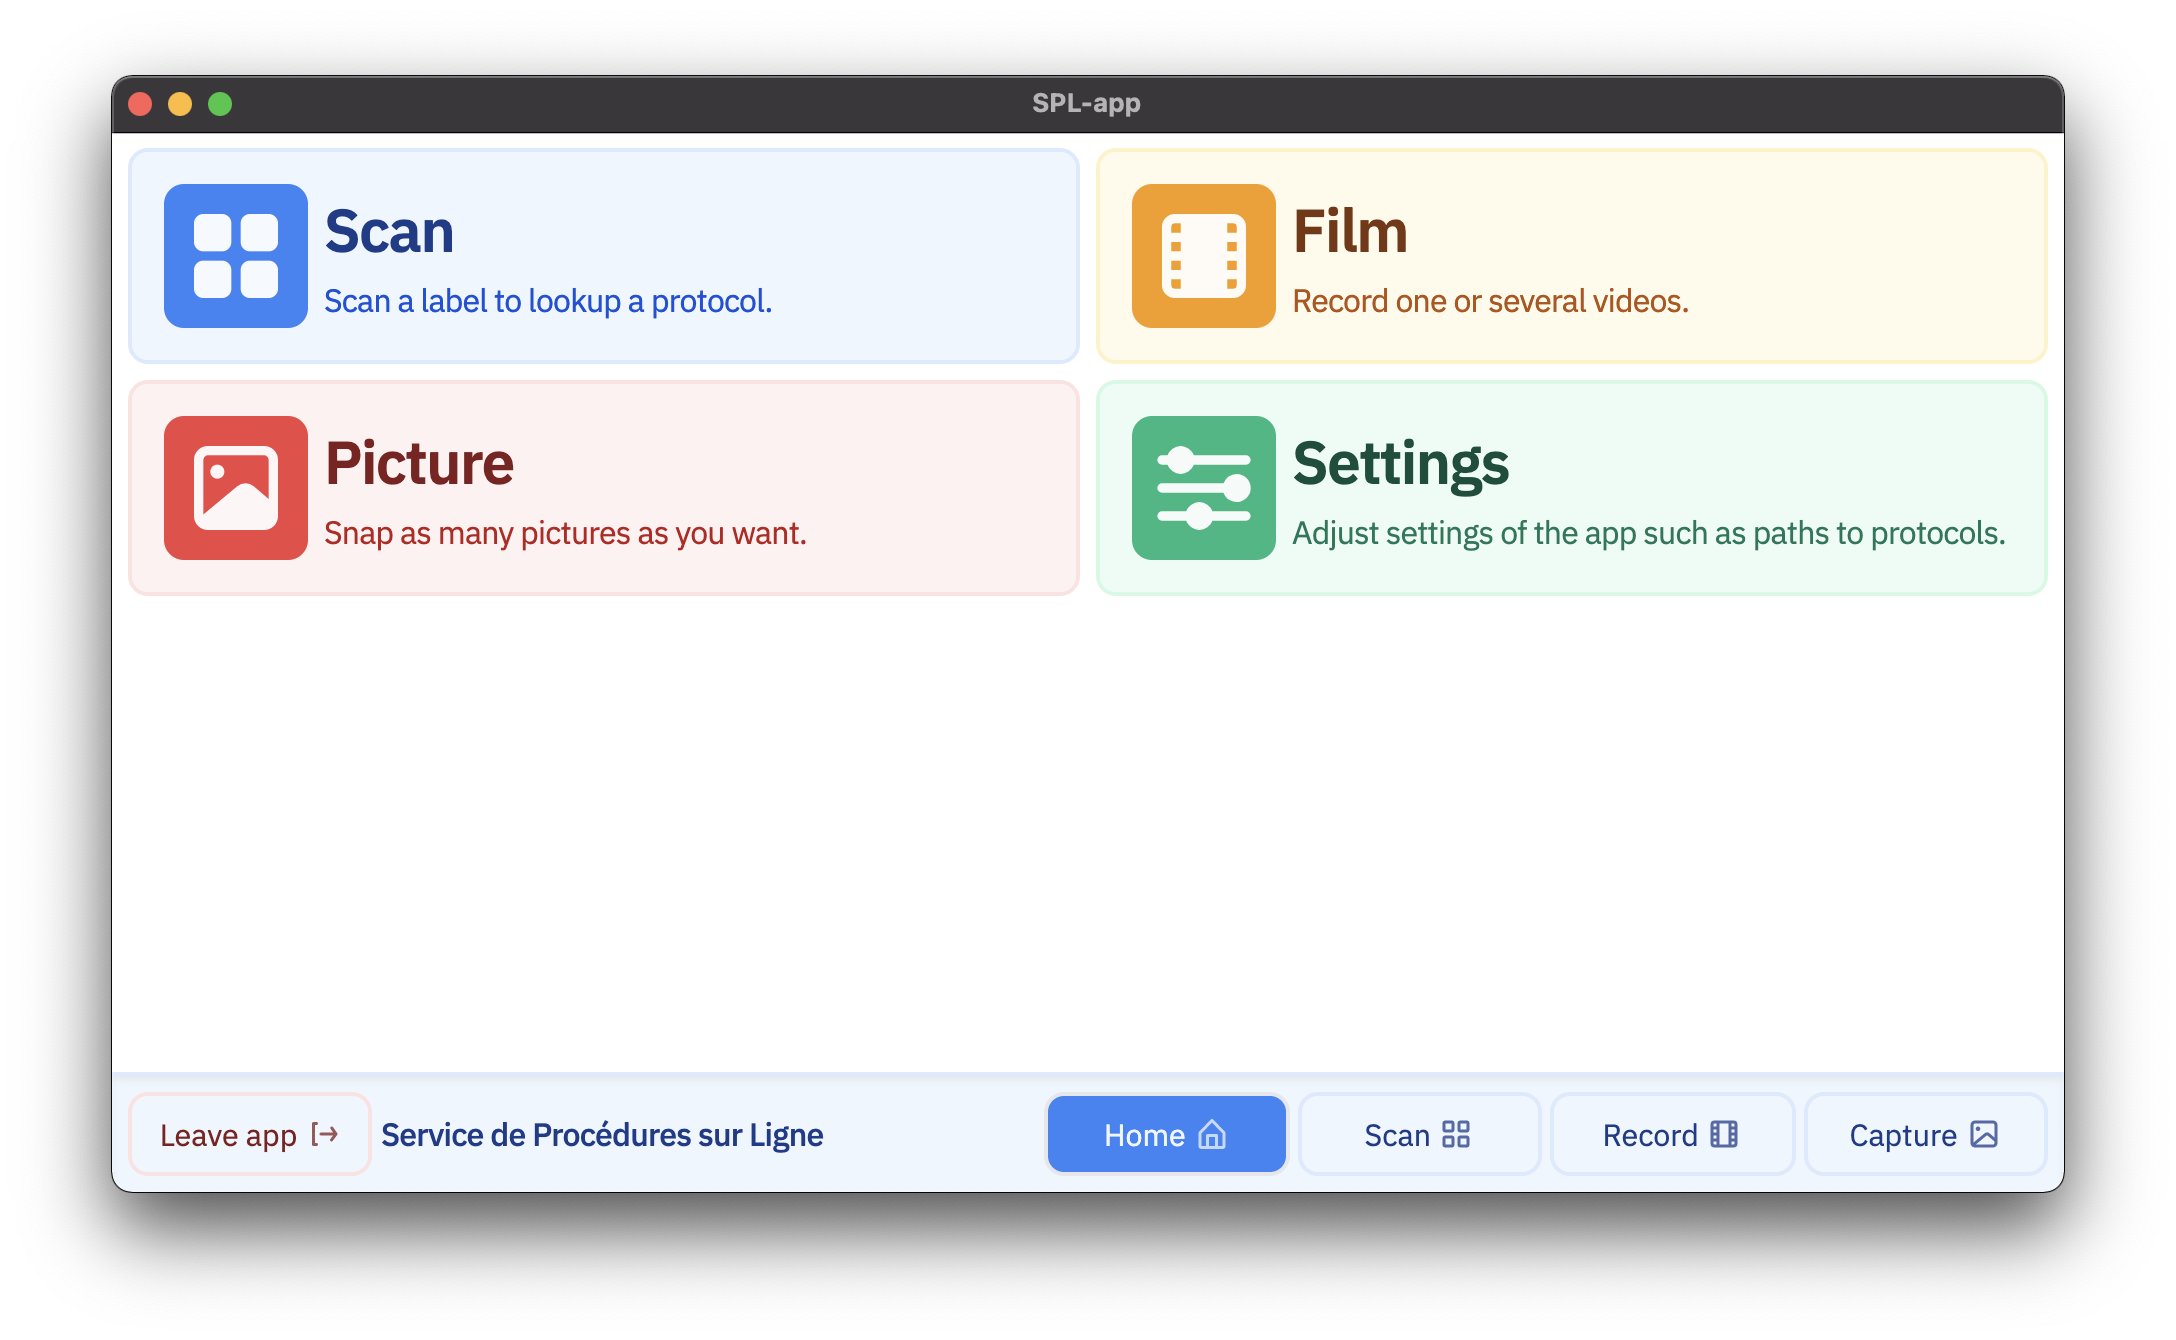 SPL-app
Scan
Scan a label to lookup a protocol.
Film
Record one or several videos.
Picture
Snap as many pictures as you want.
Settings
Adjust settings of the app such as paths to protocols.
Leave app
Service de Procédures sur Ligne
Home
Scan
Record
Capture